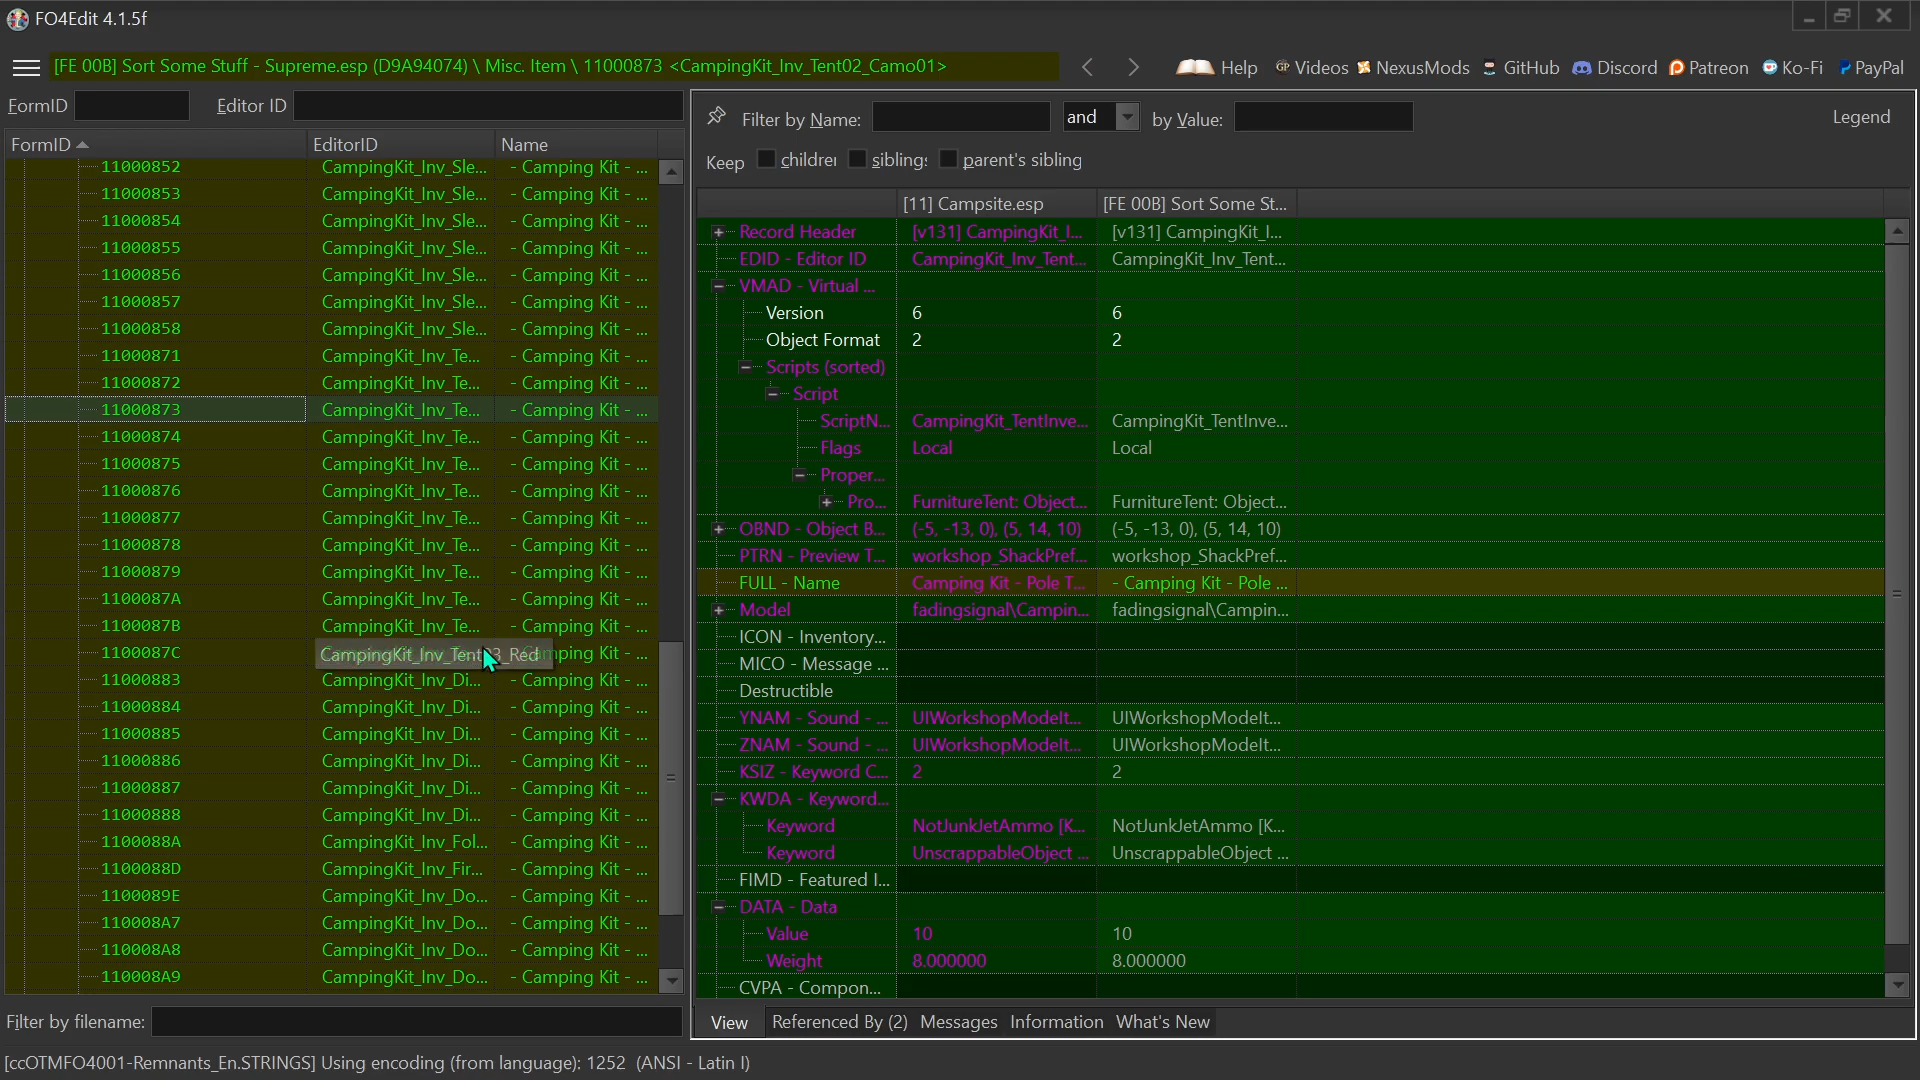 FO4Edit 4.1.5f
[FE 00B] Sort Some Stuff - Supreme.esp (D9A94074) \ Misc. Item \ 11000873 <CampingKit_Inv_Tent02_Camo01>
Help Videos NexusMods GitHub Discord Patreon Ko-Fi PayPal
FormID Editor ID
FormID EditorID Name
11000852 CampingKit_Inv_Sle... - Camping Kit - ...
11000853 CampingKit_Inv_Sle... - Camping Kit - ...
11000854 CampingKit_Inv_Sle... - Camping Kit - ...
11000855 CampingKit_Inv_Sle... - Camping Kit - ...
11000856 CampingKit_Inv_Sle... - Camping Kit - ...
11000857 CampingKit_Inv_Sle... - Camping Kit - ...
11000858 CampingKit_Inv_Sle... - Camping Kit - ...
11000871 CampingKit_Inv_Te... - Camping Kit - ...
11000872 CampingKit_Inv_Te... - Camping Kit - ...
11000873 CampingKit_Inv_Te... - Camping Kit - ...
11000874 CampingKit_Inv_Te... - Camping Kit - ...
11000875 CampingKit_Inv_Te... - Camping Kit - ...
11000876 CampingKit_Inv_Te... - Camping Kit - ...
11000877 CampingKit_Inv_Te... - Camping Kit - ...
11000878 CampingKit_Inv_Te... - Camping Kit - ...
11000879 CampingKit_Inv_Te... - Camping Kit - ...
1100087A CampingKit_Inv_Te... - Camping Kit - ...
1100087B CampingKit_Inv_Te... - Camping Kit - ...
1100087C CampingKit_Inv_Tent03_Red mping Kit - ...
11000883 CampingKit_Inv_Di... - Camping Kit - ...
11000884 CampingKit_Inv_Di... - Camping Kit - ...
11000885 CampingKit_Inv_Di... - Camping Kit - ...
11000886 CampingKit_Inv_Di... - Camping Kit - ...
11000887 CampingKit_Inv_Di... - Camping Kit - ...
11000888 CampingKit_Inv_Di... - Camping Kit - ...
1100088A CampingKit_Inv_Fol... - Camping Kit - ...
1100088D CampingKit_Inv_Fir... - Camping Kit - ...
1100089E CampingKit_Inv_Do... - Camping Kit - ...
110008A7 CampingKit_Inv_Do... - Camping Kit - ...
110008A8 CampingKit_Inv_Do... - Camping Kit - ...
110008A9 CampingKit_Inv_Do... - Camping Kit - ...
Filter by filename:
Filter by Name: and by Value: Legend
Keep children siblings parent's sibling
[11] Campsite.esp [FE 00B] Sort Some St...
Record Header [v131] CampingKit_I... [v131] CampingKit_I...
EDID - Editor ID CampingKit_Inv_Tent... CampingKit_Inv_Tent...
VMAD - Virtual ...
Version 6 6
Object Format 2 2
Scripts (sorted)
Script
ScriptN... CampingKit_TentInve... CampingKit_TentInve...
Flags Local Local
Proper...
Pro... FurnitureTent: Object... FurnitureTent: Object...
OBND - Object B... (-5, -13, 0), (5, 14, 10) (-5, -13, 0), (5, 14, 10)
PTRN - Preview T... workshop_ShackPref... workshop_ShackPref...
FULL - Name Camping Kit - Pole T... - Camping Kit - Pole ...
Model fadingsignal\Campin... fadingsignal\Campin...
ICON - Inventory...
MICO - Message ...
Destructible
YNAM - Sound - ... UIWorkshopModeIt... UIWorkshopModeIt...
ZNAM - Sound - ... UIWorkshopModeIt... UIWorkshopModeIt...
KSIZ - Keyword C... 2 2
KWDA - Keyword...
Keyword NotJunkJetAmmo [K... NotJunkJetAmmo [K...
Keyword UnscrappableObject ... UnscrappableObject ...
FIMD - Featured I...
DATA - Data
Value 10 10
Weight 8.000000 8.000000
CVPA - Compon...
View Referenced By (2) Messages Information What's New
[ccOTMFO4001-Remnants_En.STRINGS] Using encoding (from language): 1252 (ANSI - Latin I)